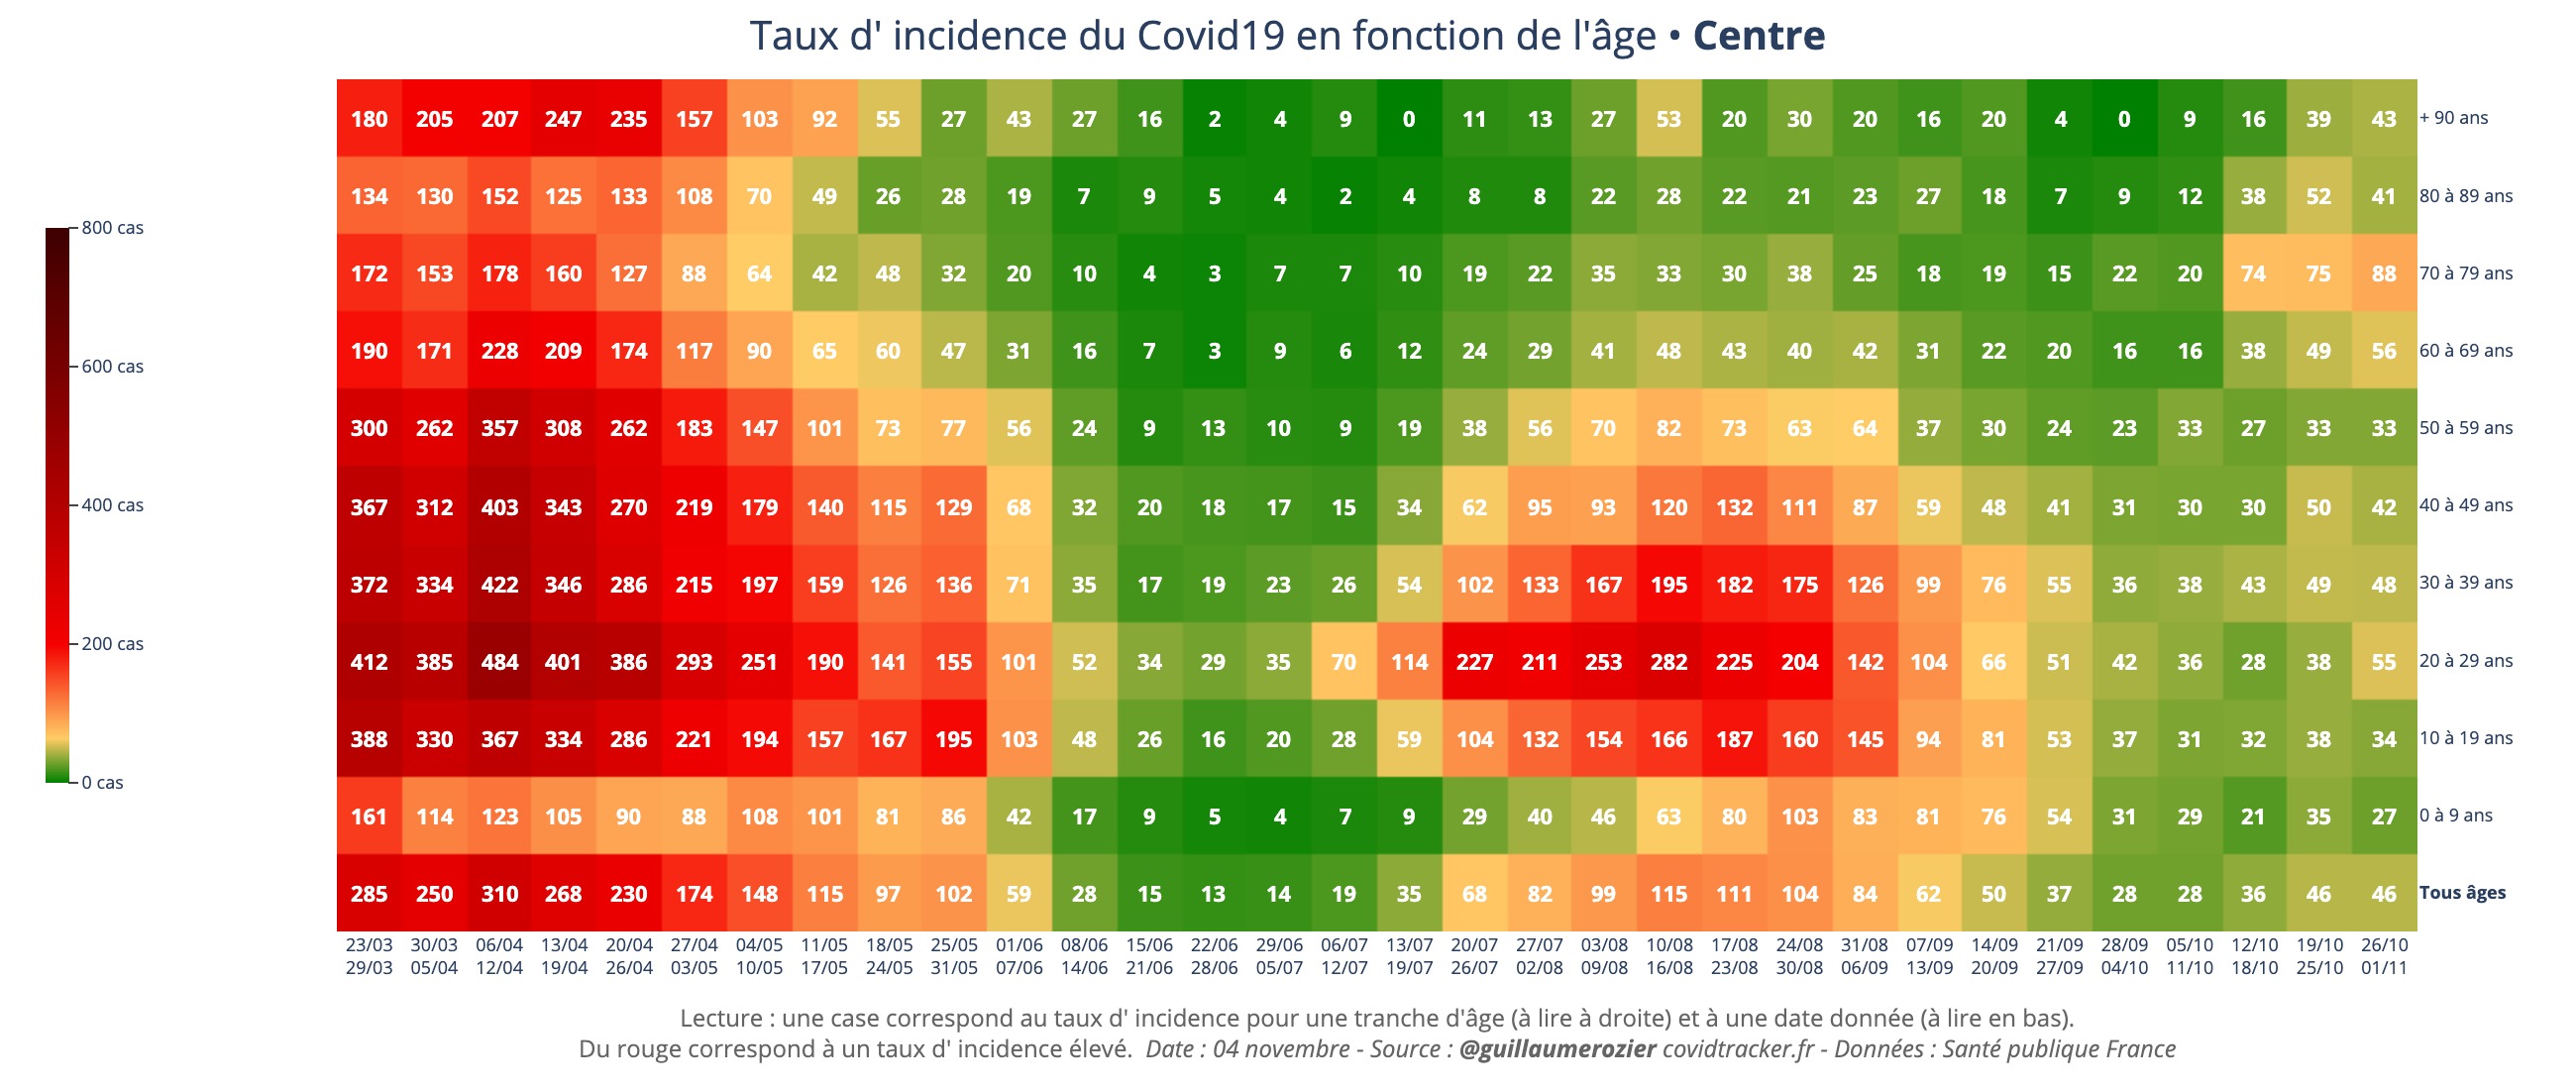 Taux d' incidence du Covid19 en fonction de l'âge • Centre
180 205 207 247 235 157 103 92 55 27 43 27 16 2 4 9 0 11 13 27 53 20 30 20 16 20 4 0 9 16 39 43 + 90 ans
134 130 152 125 133 108 70 49 26 28 19 7 9 5 4 2 4 8 8 22 28 22 21 23 27 18 7 9 12 38 52 41 80 à 89 ans
800 cas
172 153 178 160 127 88 64 42 48 32 20 10 4 3 7 7 10 19 22 35 33 30 38 25 18 19 15 22 20 74 75 88 70 à 79 ans
190 171 228 209 174 117 90 65 60 47 31 16 7 3 9 6 12 24 29 41 48 43 40 42 31 22 20 16 16 38 49 56 60 à 69 ans
600 cas
300 262 357 308 262 183 147 101 73 77 56 24 9 13 10 9 19 38 56 70 82 73 63 64 37 30 24 23 33 27 33 33 50 à 59 ans
400 cas
367 312 403 343 270 219 179 140 115 129 68 32 20 18 17 15 34 62 95 93 120 132 111 87 59 48 41 31 30 30 50 42 40 à 49 ans
372 334 422 346 286 215 197 159 126 136 71 35 17 19 23 26 54 102 133 167 195 182 175 126 99 76 55 36 38 43 49 48 30 à 39 ans
200 cas
412 385 484 401 386 293 251 190 141 155 101 52 34 29 35 70 114 227 211 253 282 225 204 142 104 66 51 42 36 28 38 55 20 à 29 ans
388 330 367 334 286 221 194 157 167 195 103 48 26 16 20 28 59 104 132 154 166 187 160 145 94 81 53 37 31 32 38 34 10 à 19 ans
0 cas
161 114 123 105 90 88 108 101 81 86 42 17 9 5 4 7 9 29 40 46 63 80 103 83 81 76 54 31 29 21 35 27 0 à 9 ans
285 250 310 268 230 174 148 115 97 102 59 28 15 13 14 19 35 68 82 99 115 111 104 84 62 50 37 28 28 36 46 46 Tous âges
23/03 30/03 06/04 13/04 20/04 27/04 04/05 11/05 18/05 25/05 01/06 08/06 15/06 22/06 29/06 06/07 13/07 20/07 27/07 03/08 10/08 17/08 24/08 31/08 07/09 14/09 21/09 28/09 05/10 12/10 19/10 26/10
29/03 05/04 12/04 19/04 26/04 03/05 10/05 17/05 24/05 31/05 07/06 14/06 21/06 28/06 05/07 12/07 19/07 26/07 02/08 09/08 16/08 23/08 30/08 06/09 13/09 20/09 27/09 04/10 11/10 18/10 25/10 01/11
Lecture : une case correspond au taux d' incidence pour une tranche d'âge (à lire à droite) et à une date donnée (à lire en bas).
Du rouge correspond à un taux d' incidence élevé. Date : 04 novembre - Source : @guillaumerozier covidtracker.fr - Données : Santé publique France